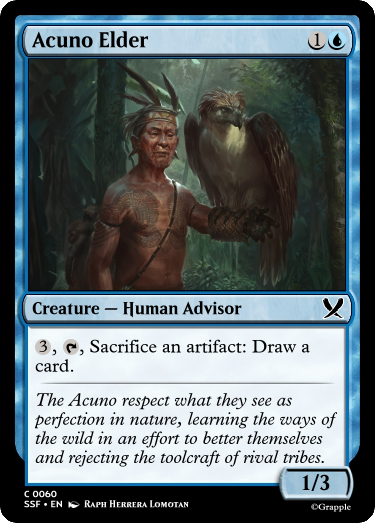 Acuno Elder 1
Creature — Human Advisor
3, , Sacrifice an artifact: Draw a
card.
The Acuno respect what they see as
perfection in nature, learning the ways of
the wild in an effort to better themselves
and rejecting the toolcraft of rival tribes.
1/3
C 0060
SSF • EN Raph Herrera Lomotan
©Grapple